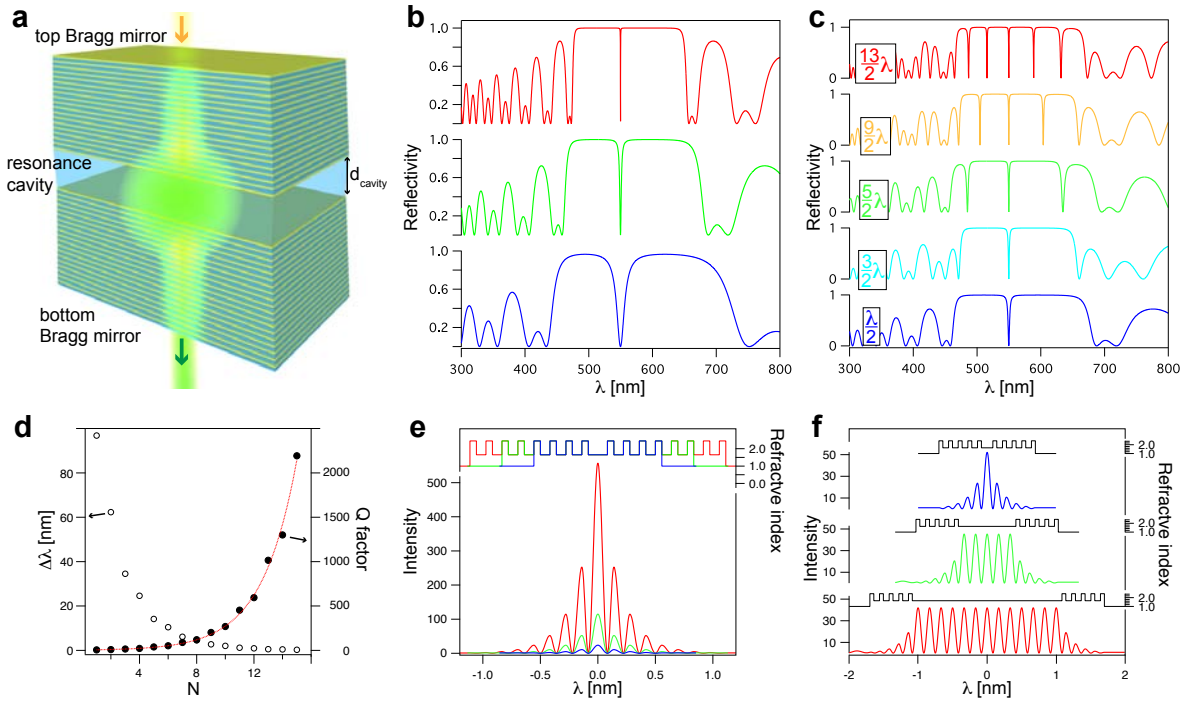 a
top Bragg mirror
resonance
cavity
d cavity
bottom
Bragg mirror
b
Reflectivity
1.0
0.6
0.2
1.0
0.6
0.2
1.0
0.6
0.2
300 400 500 600 700 800
λ [nm]
c
Reflectivity
1
0
13/2 λ
1
0
9/2 λ
1
0
5/2 λ
1
0
3/2 λ
1
0
λ/2
300 400 500 600 700 800
λ [nm]
d
Δλ [nm]
80
60
40
20
0
4 8 12
N
2000
1500
1000
500
0
Q factor
e
Intensity
500
400
300
200
100
0
-1.0 -0.5 0.0 0.5 1.0
λ [nm]
2.0
1.0
0.0
Refractve index
f
Intensity
50
30
10
2.0
1.0
50
30
10
2.0
1.0
50
30
10
2.0
1.0
-2 -1 0 1 2
λ [nm]
Refractive index